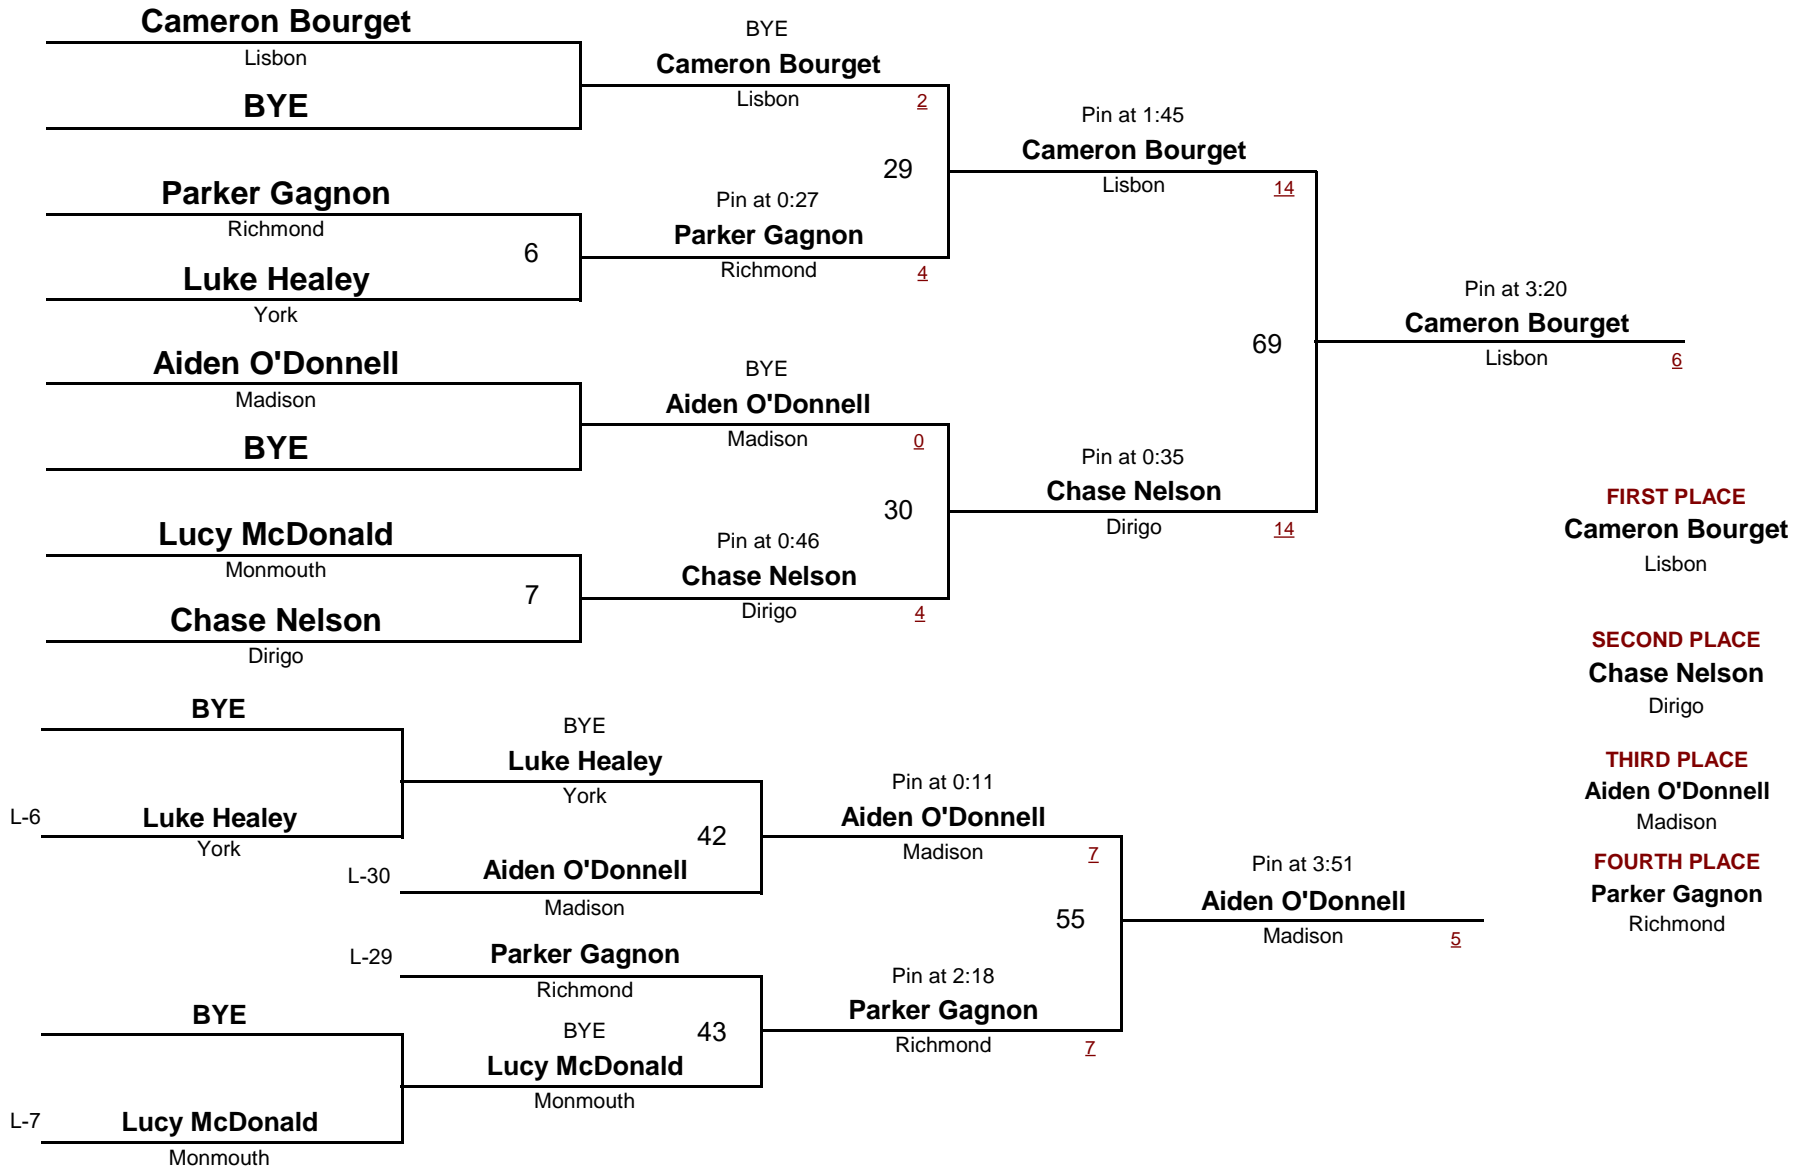 Cameron Bourget
Lisbon
BYE
Parker Gagnon
Richmond
6
Luke Healey
York
Aiden O'Donnell
Madison
BYE
Lucy McDonald
Monmouth
7
Chase Nelson
Dirigo
BYE
Cameron Bourget
Lisbon 2
29
Pin at 0:27
Parker Gagnon
Richmond 4
BYE
Aiden O'Donnell
Madison 0
30
Pin at 0:46
Chase Nelson
Dirigo 4
Pin at 1:45
Cameron Bourget
Lisbon 14
69
Pin at 0:35
Chase Nelson
Dirigo 14
Pin at 3:20
Cameron Bourget
Lisbon 6
BYE
L-6 Luke Healey
York
BYE
L-7 Lucy McDonald
Monmouth
BYE
Luke Healey
York
42
L-30 Aiden O'Donnell
Madison
L-29 Parker Gagnon
Richmond
BYE 43
Lucy McDonald
Monmouth
Pin at 0:11
Aiden O'Donnell
Madison 7
55
Pin at 2:18
Parker Gagnon
Richmond 7
Pin at 3:51
Aiden O'Donnell
Madison 5
FIRST PLACE
Cameron Bourget
Lisbon
SECOND PLACE
Chase Nelson
Dirigo
THIRD PLACE
Aiden O'Donnell
Madison
FOURTH PLACE
Parker Gagnon
Richmond